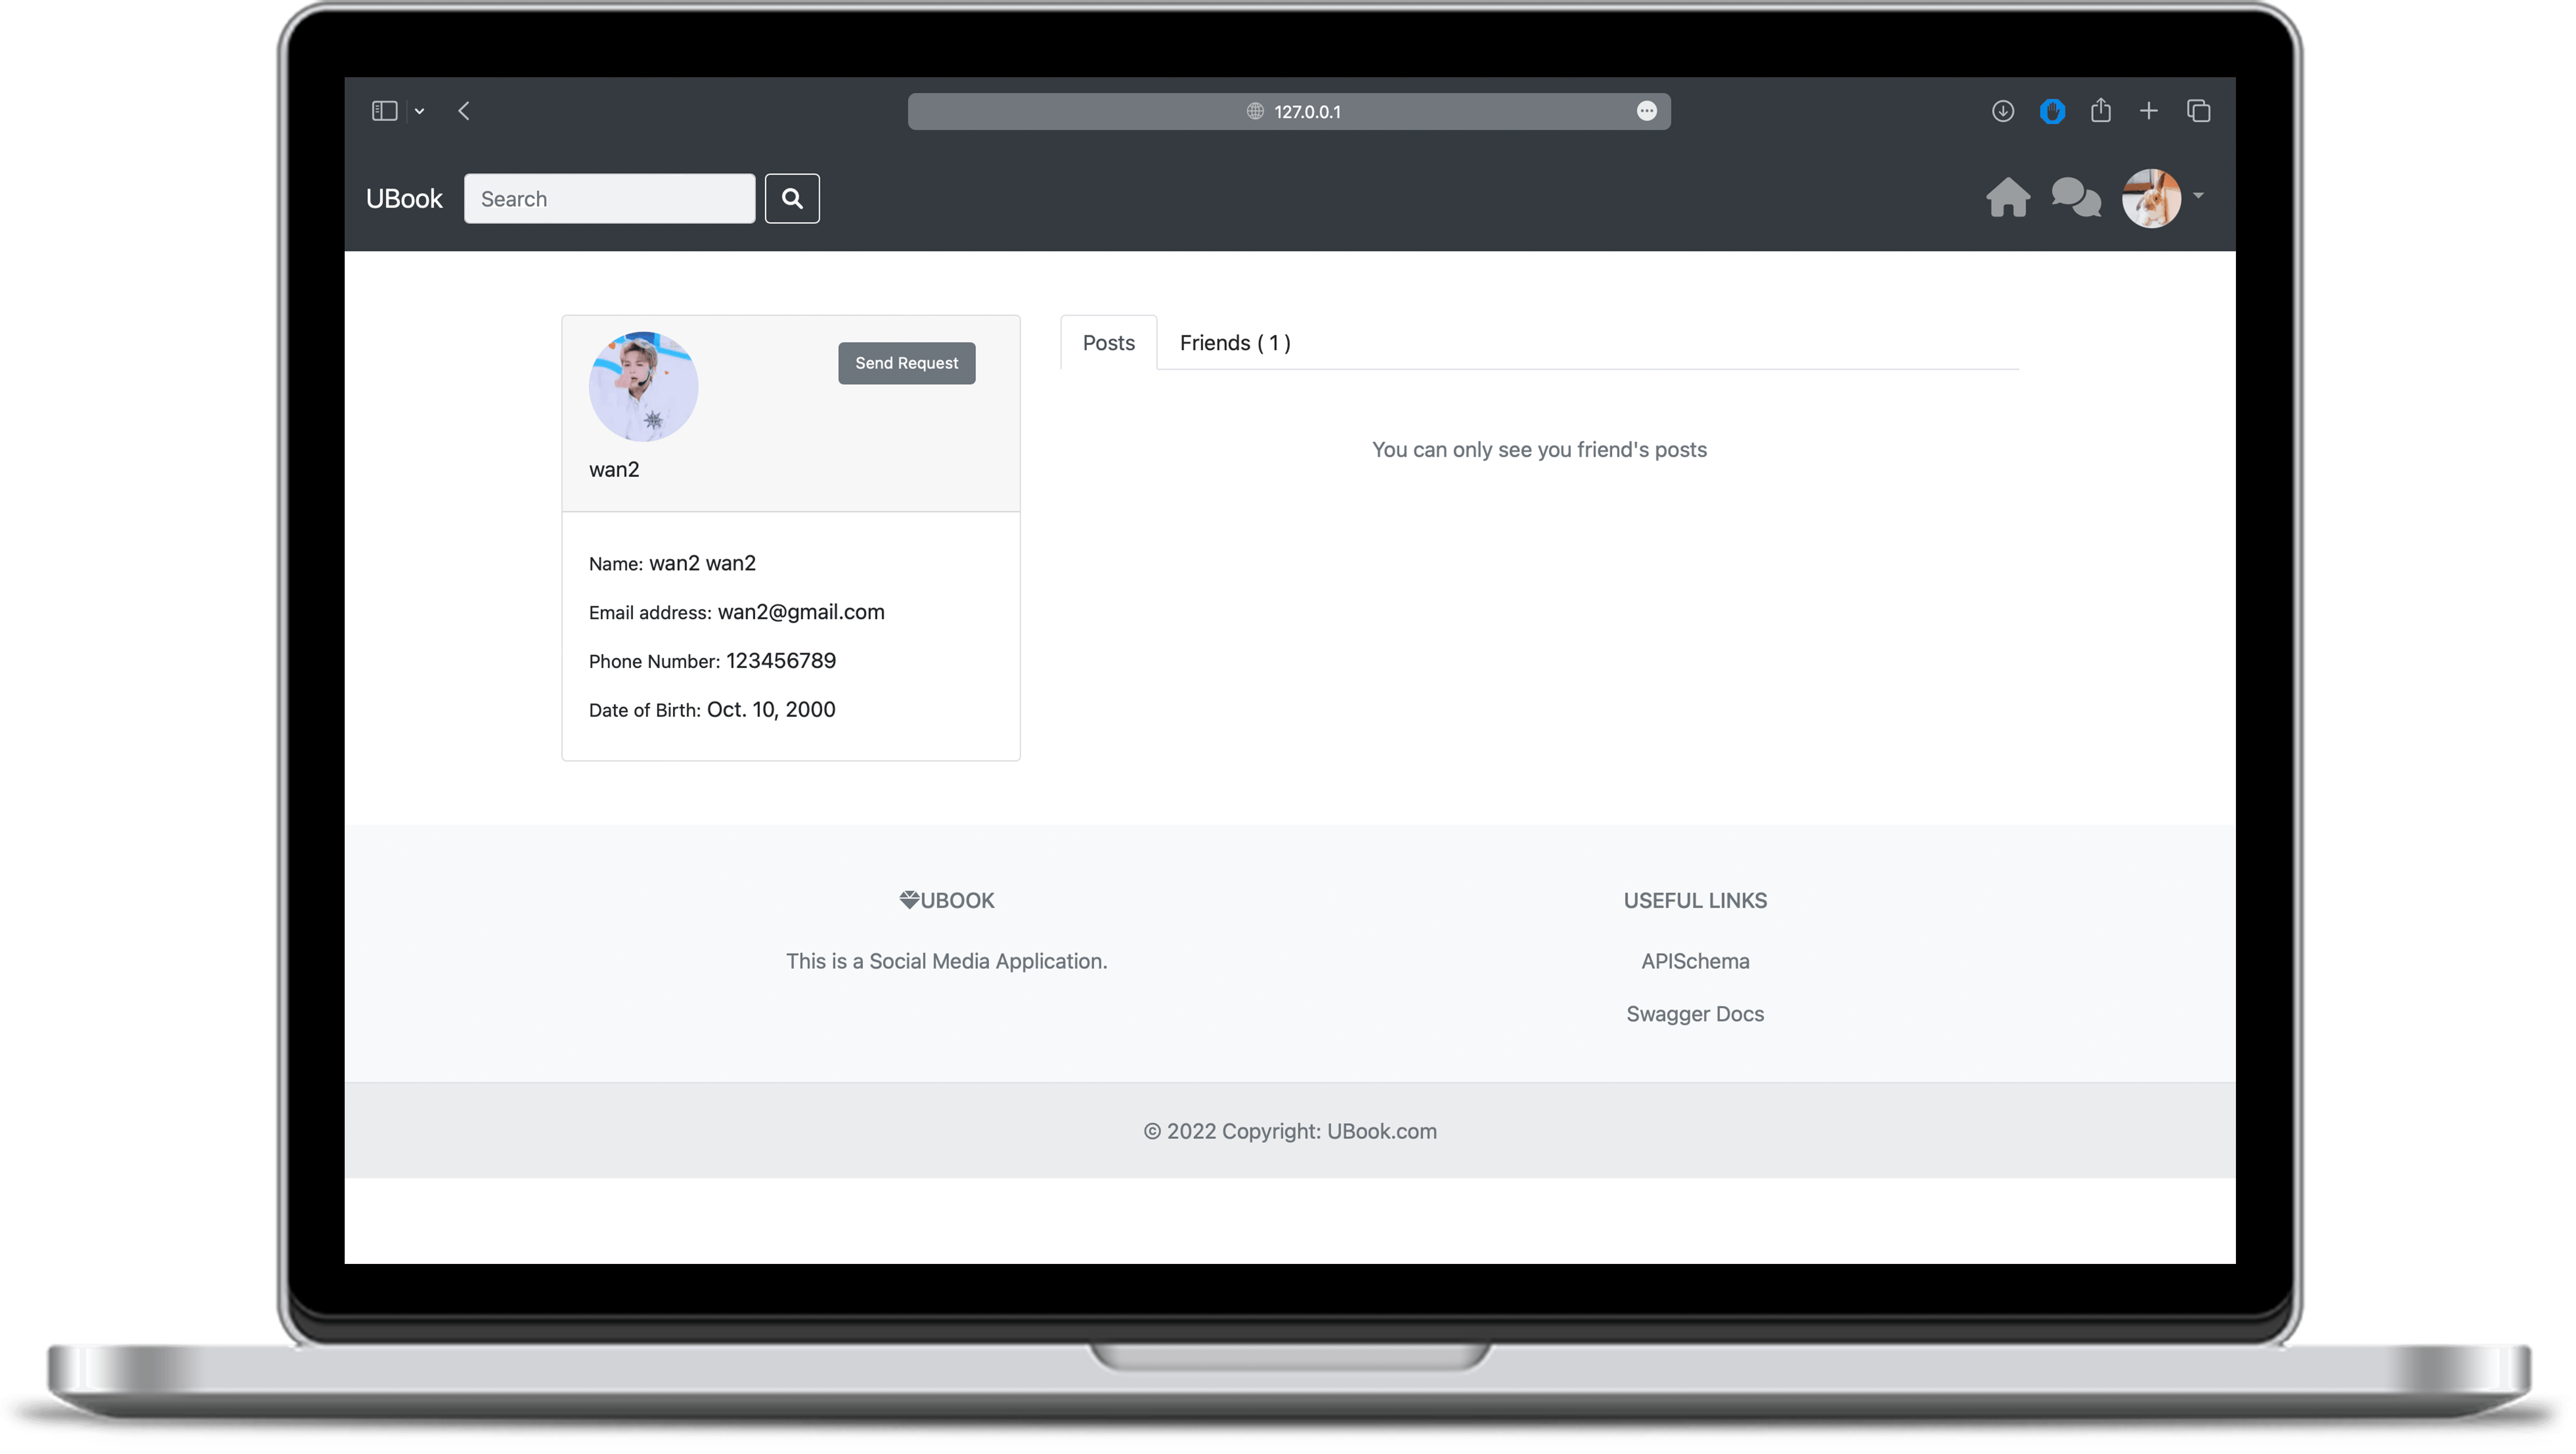 127.0.0.1
UBook
Search
Send Request
wan2
Posts
Friends ( 1 )
You can only see you friend's posts
Name: wan2 wan2
Email address: wan2@gmail.com
Phone Number: 123456789
Date of Birth: Oct. 10, 2000
UBOOK
This is a Social Media Application.
USEFUL LINKS
APISchema
Swagger Docs
© 2022 Copyright: UBook.com